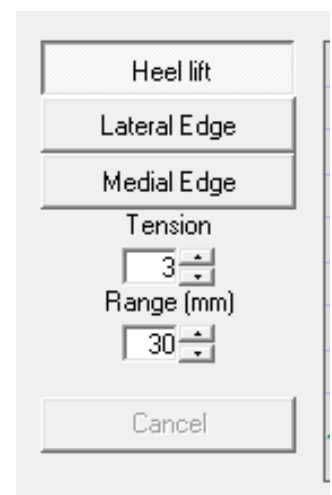 Heel lift
Lateral Edge
Medial Edge
Tension
3
Range (mm)
30
Cancel